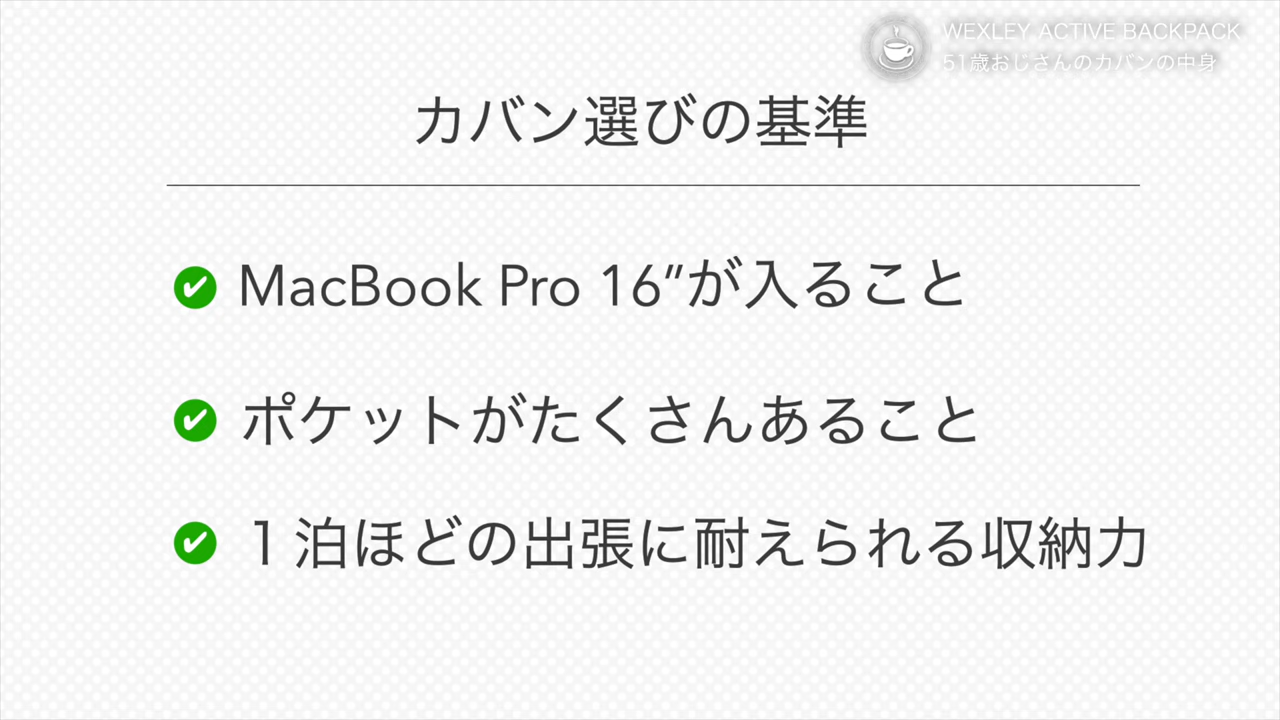 WEXLEY ACTIVE BACKPACK
51歳おじさんのカバンの中身
カバン選びの基準
MacBook Pro 16”が入ること
ポケットがたくさんあること
１泊ほどの出張に耐えられる収納力